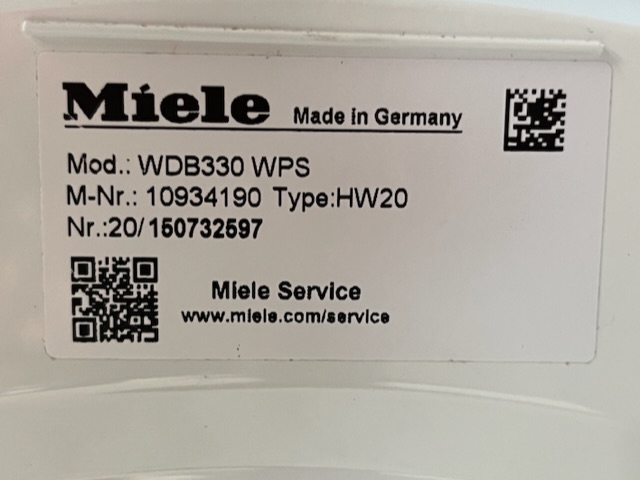 Miele Made in Germany
Mod.: WDB330 WPS
M-Nr.: 10934190 Type:HW20
Nr.:20/150732597
Miele Service
www.miele.com/service